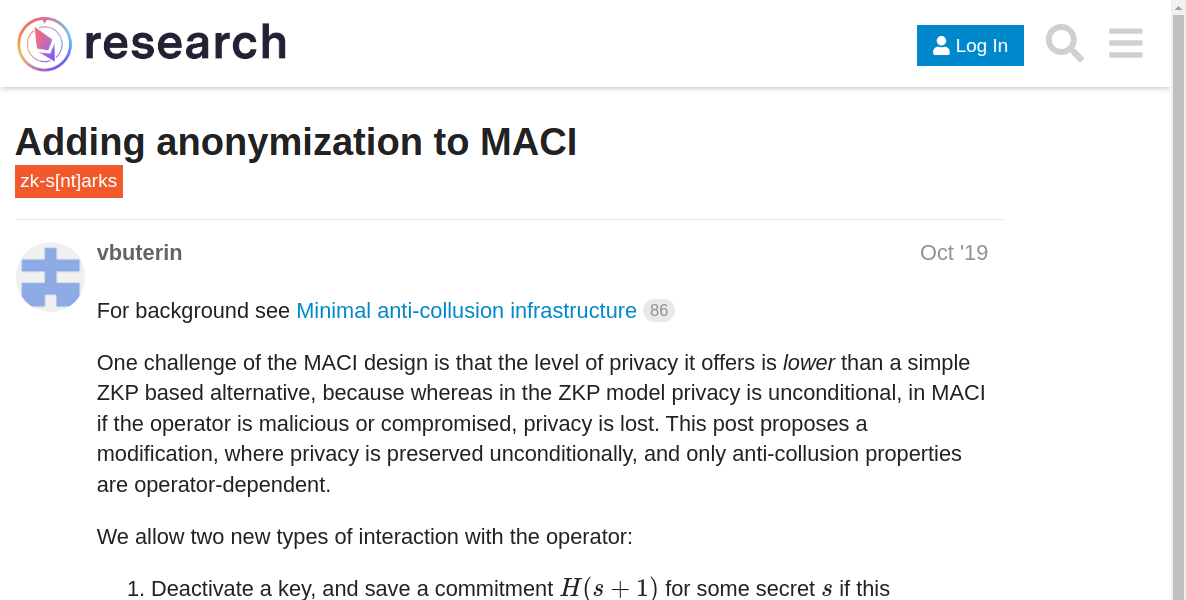 research
Log In
Adding anonymization to MACI
zk-s[nt]arks
vbuterin
Oct '19
For background see Minimal anti-collusion infrastructure 86
One challenge of the MACI design is that the level of privacy it offers is lower than a simple
ZKP based alternative, because whereas in the ZKP model privacy is unconditional, in MACI
if the operator is malicious or compromised, privacy is lost. This post proposes a
modification, where privacy is preserved unconditionally, and only anti-collusion properties
are operator-dependent.
We allow two new types of interaction with the operator:
1. Deactivate a key, and save a commitment H(s + 1) for some secret s if this